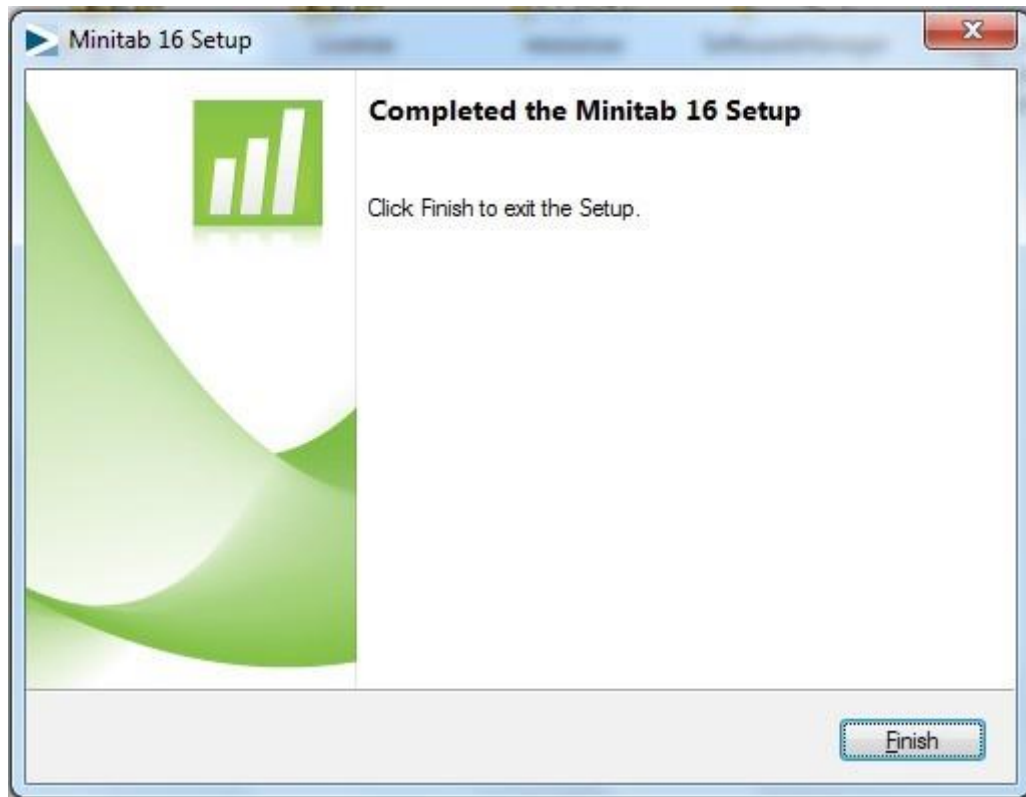 Minitab 16 Setup
Completed the Minitab 16 Setup
Click Finish to exit the Setup.
Finish